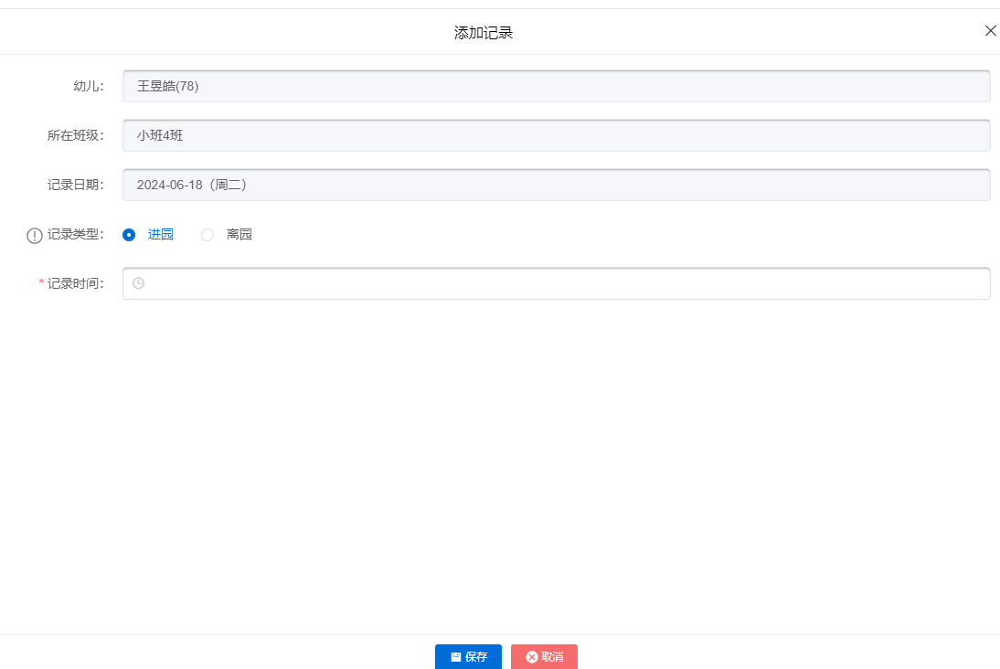 添加记录
幼儿： 王昱皓(78)
所在班级： 小班4班
记录日期： 2024-06-18（周二）
记录类型： 进园 离园
* 记录时间：
保存 取消